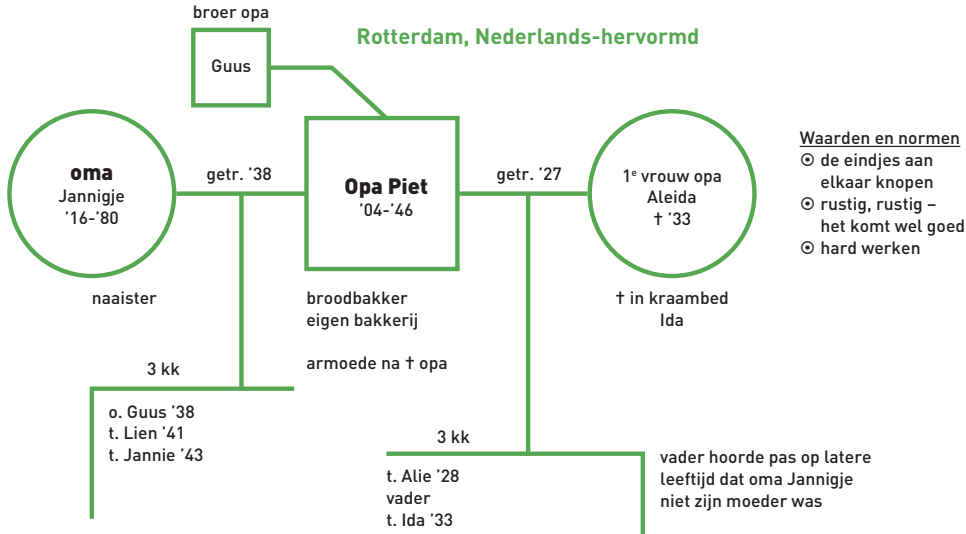 broer opa
Guus
Rotterdam, Nederlands-hervormd
oma
Jannigje
'16-'80
getr. '38
Opa Piet
'04-'46
getr. '27
1e vrouw opa
Aleida
† '33
Waarden en normen
☉ de eindjes aan
elkaar knopen
☉ rustig, rustig –
het komt wel goed
☉ hard werken
naaister
broodbakker
eigen bakkerij
armoede na † opa
† in kraambed
Ida
3 kk
o. Guus '38
t. Lien '41
t. Jannie '43
3 kk
t. Alie '28
vader
t. Ida '33
vader hoorde pas op latere
leeftijd dat oma Jannigje
niet zijn moeder was